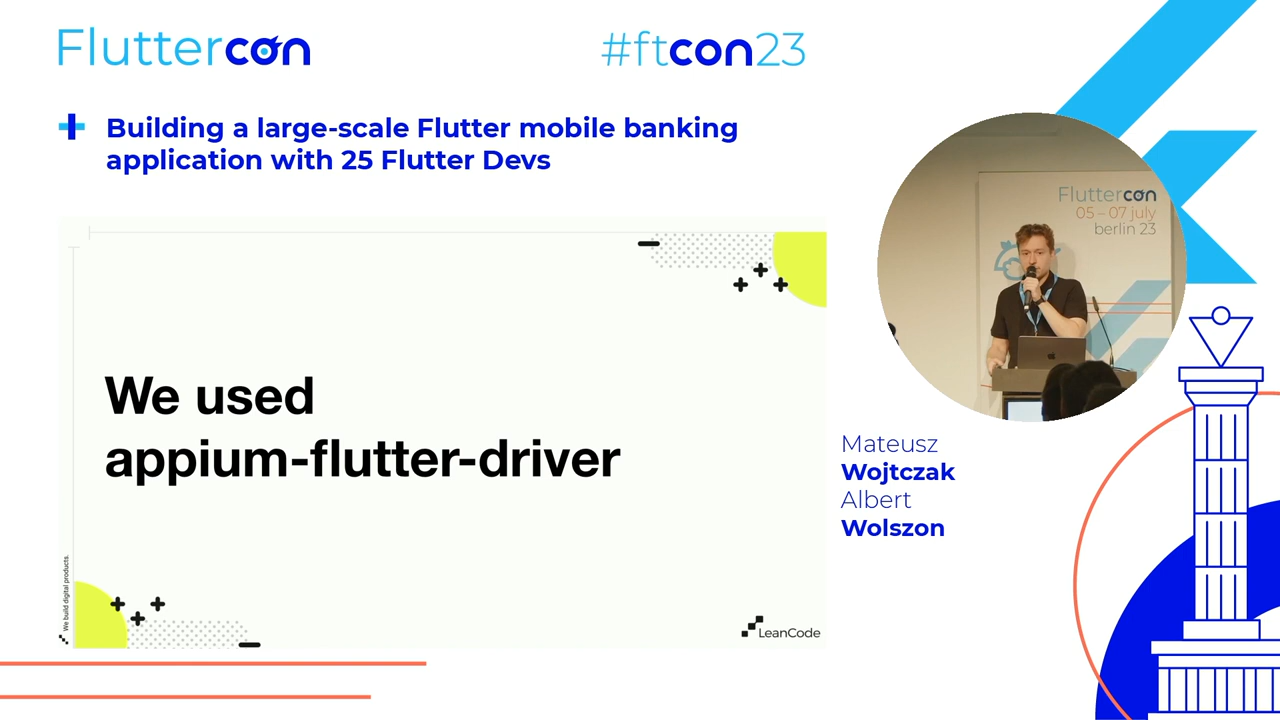 Fluttercon
#ftcon23
Building a large-scale Flutter mobile banking
application with 25 Flutter Devs
Fluttercon
05 – 07 july
berlin 23
We used
appium-flutter-driver
Mateusz
Wojtczak
Albert
Wolszon
We build digital products.
LeanCode